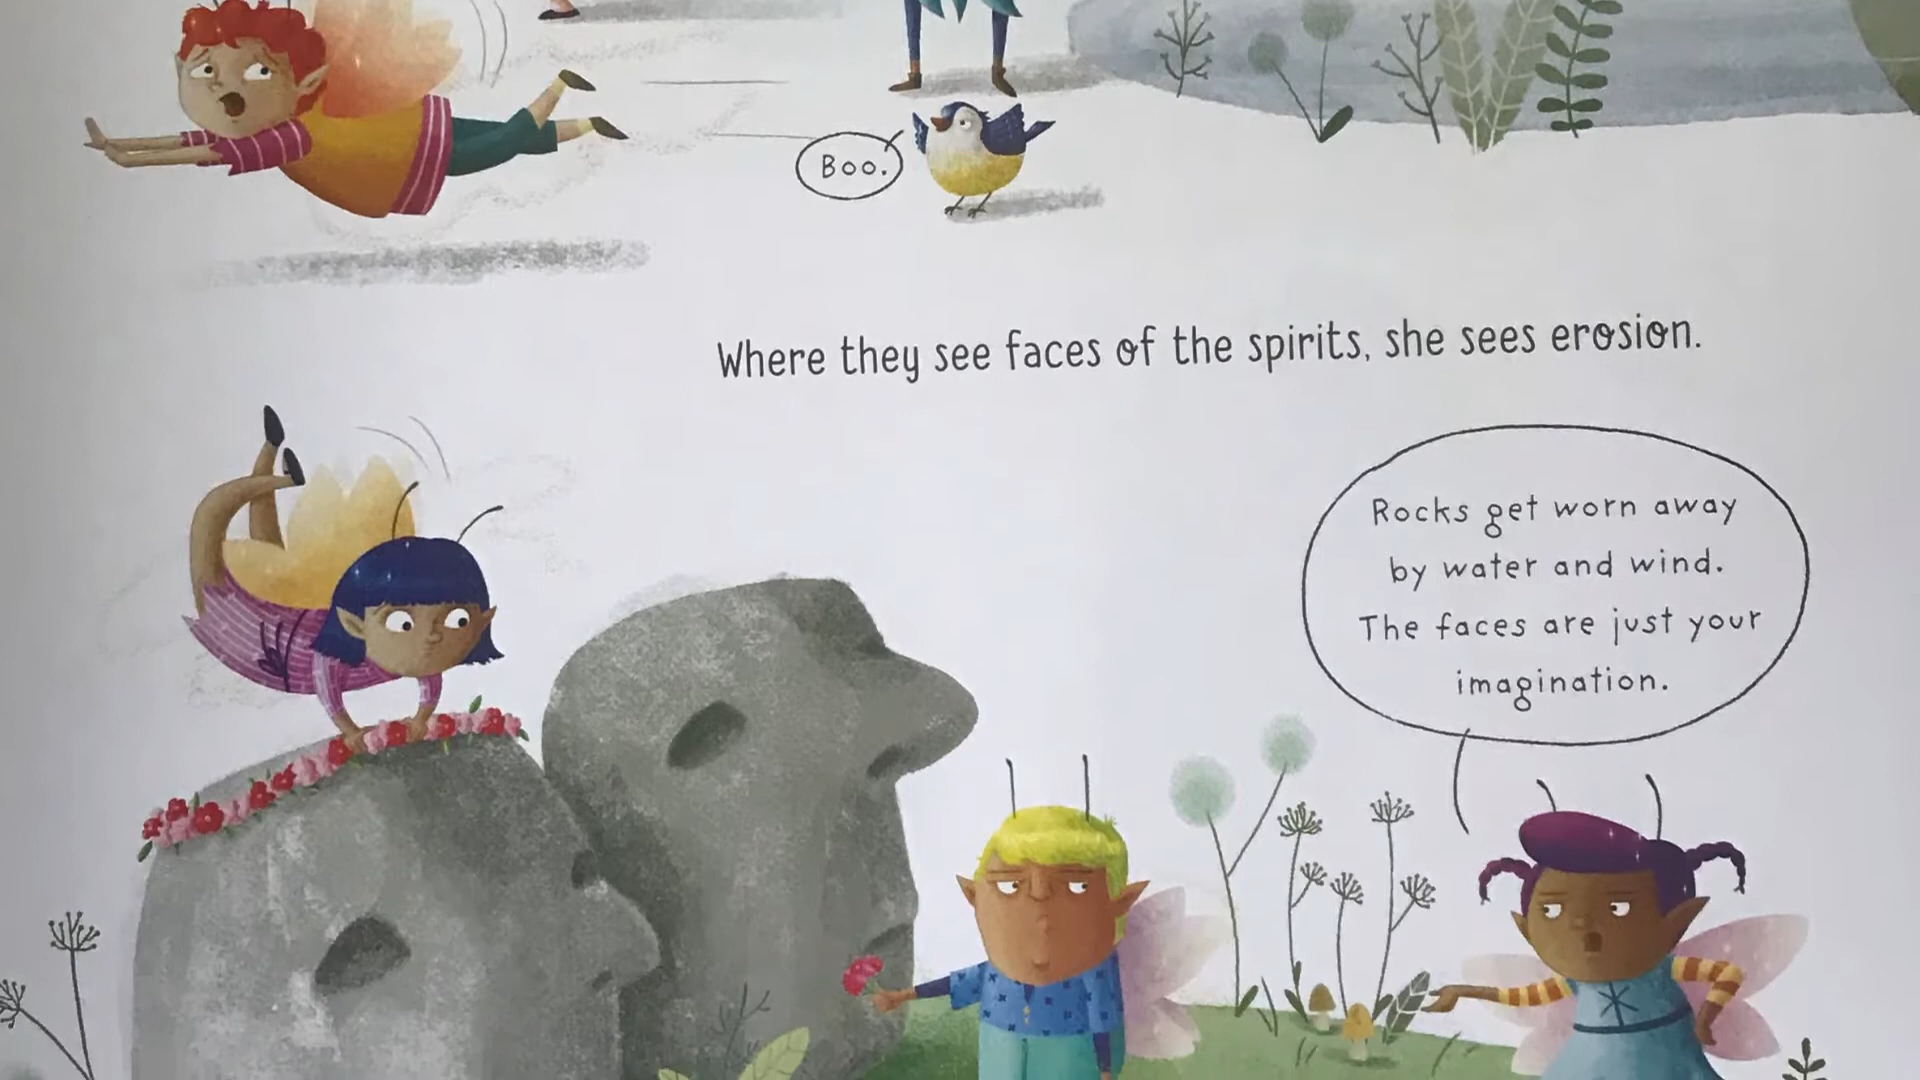 Boo.
Where they see faces of the spirits, she sees erosion.
Rocks get worn away
by water and wind.
The faces are just your
imagination.